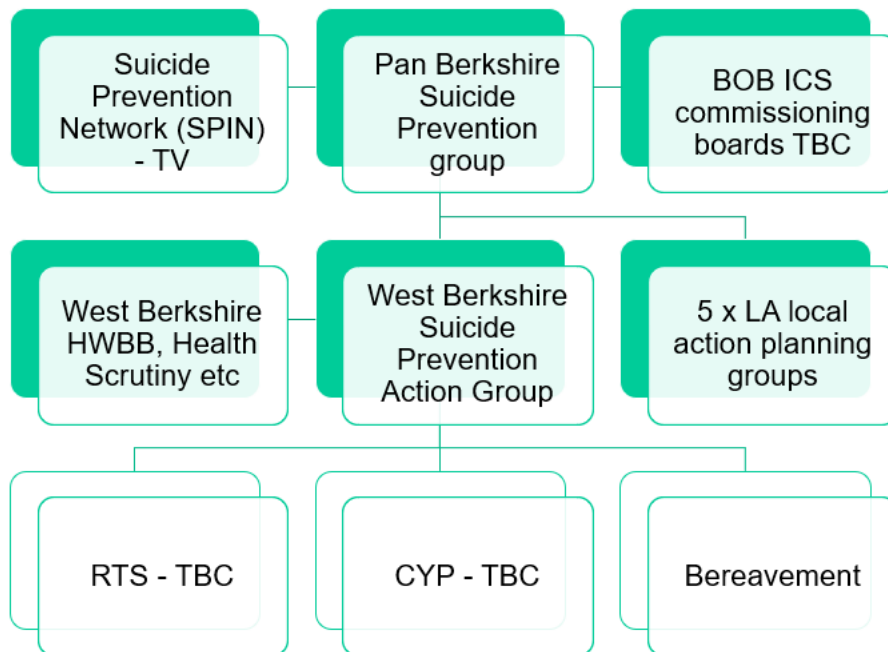 Suicide
Prevention
Network (SPIN)
- TV
Pan Berkshire
Suicide
Prevention
group
BOB ICS
commissioning
boards TBC
West Berkshire
HWBB, Health
Scrutiny etc
West Berkshire
Suicide
Prevention
Action Group
5 x LA local
action planning
groups
RTS - TBC
CYP - TBC
Bereavement